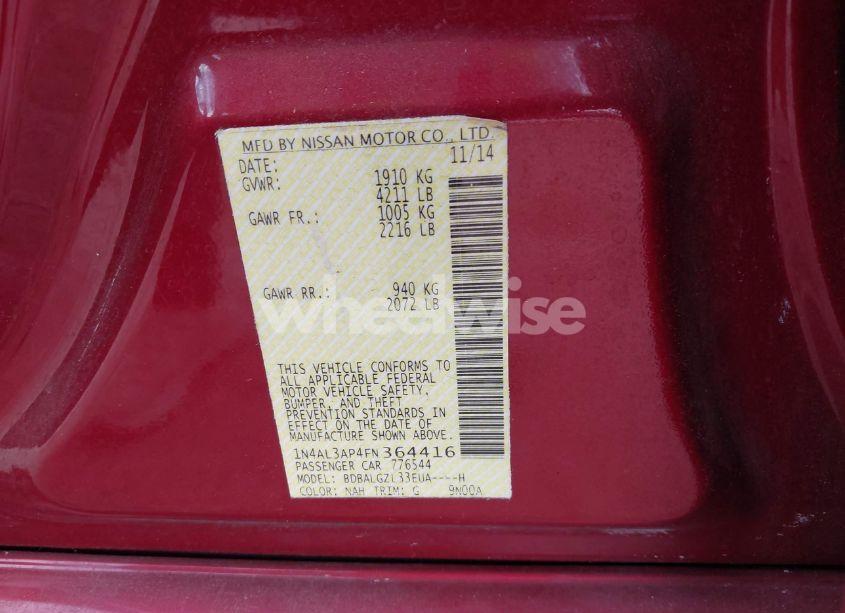 MFD BY NISSAN MOTOR CO., LTD.
DATE: 11/14
GVWR: 1910 KG
4211 LB
GAWR FR.: 1005 KG
2216 LB
GAWR RR.: 940 KG
2072 LB
wheelwise
THIS VEHICLE CONFORMS TO
ALL APPLICABLE FEDERAL
MOTOR VEHICLE SAFETY,
BUMPER, AND THEFT
PREVENTION STANDARDS IN
EFFECT ON THE DATE OF
MANUFACTURE SHOWN ABOVE.
1N4AL3AP4FN364416
PASSENGER CAR 776544
MODEL: BDBALGZL33EUA----H
COLOR: NAH TRIM: G 9N00A